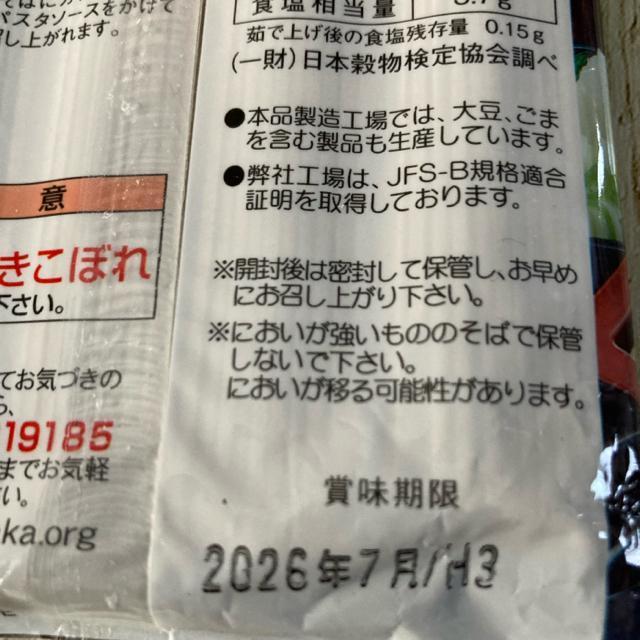 ばに
パスタソースをかけて
し上がれます。
意
きこぼれ
下さい。
てお気づきの
ら、
19185
までお気軽
い。
ka.org
食塩相当量
茹で上げ後の食塩残存量 0.15g
(一財)日本穀物検定協会調べ
●本品製造工場では、大豆、ごま
を含む製品も生産しています。
●弊社工場は、JFS-B規格適合
証明を取得しております。
※開封後は密封して保管し、お早め
にお召し上がり下さい。
※においが強いもののそばで保管
しないで下さい。
においが移る可能性があります。
賞味期限
2026年7月/H3